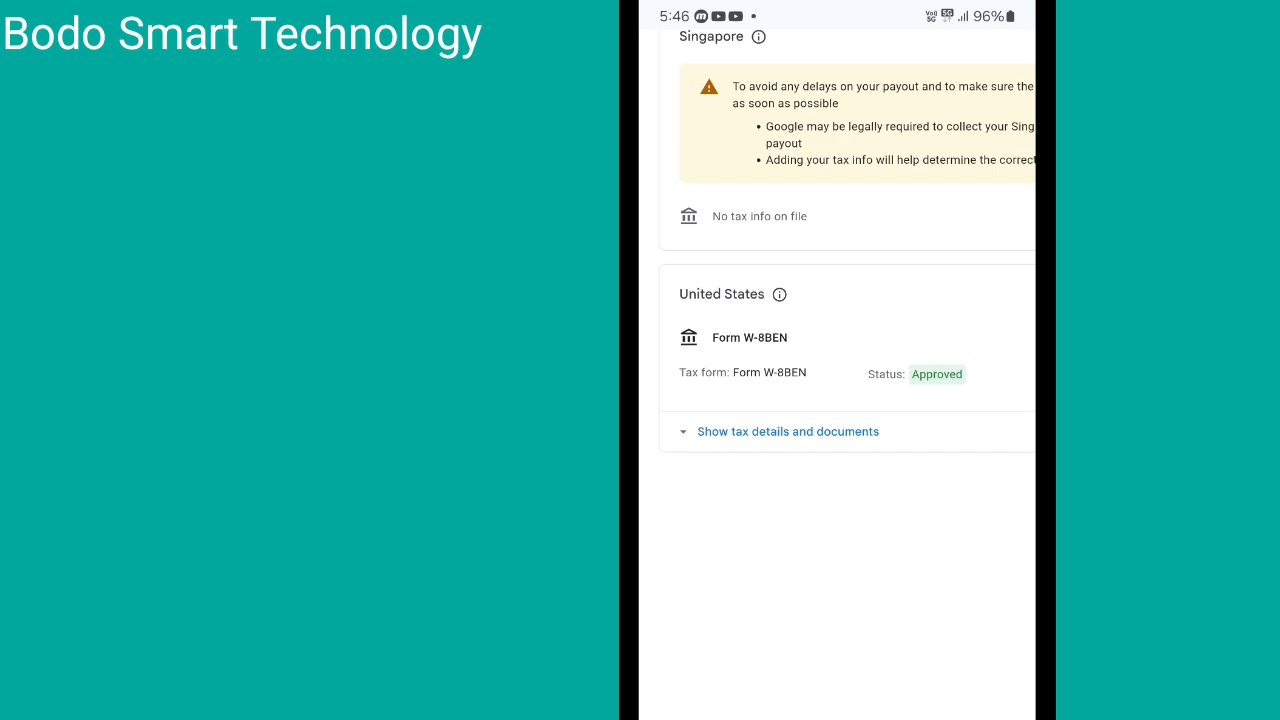 Bodo Smart Technology
5:46 96%
Singapore
To avoid any delays on your payout and to make sure the
as soon as possible
• Google may be legally required to collect your Sing
payout
• Adding your tax info will help determine the correct
No tax info on file
United States
Form W-8BEN
Tax form: Form W-8BEN Status: Approved
Show tax details and documents